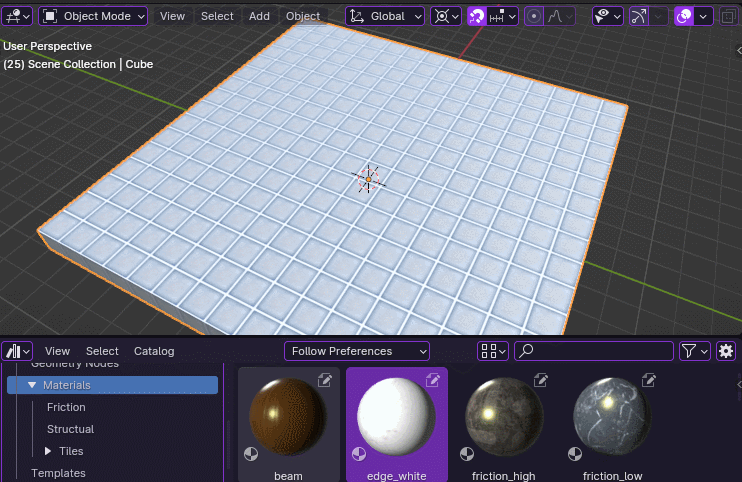 Object Mode View Select Add Object Global
User Perspective
(25) Scene Collection | Cube
View Select Catalog Follow Preferences
Geometry Nodes
Materials
Friction
Structual
Tiles
Templates
beam edge_white friction_high friction_low